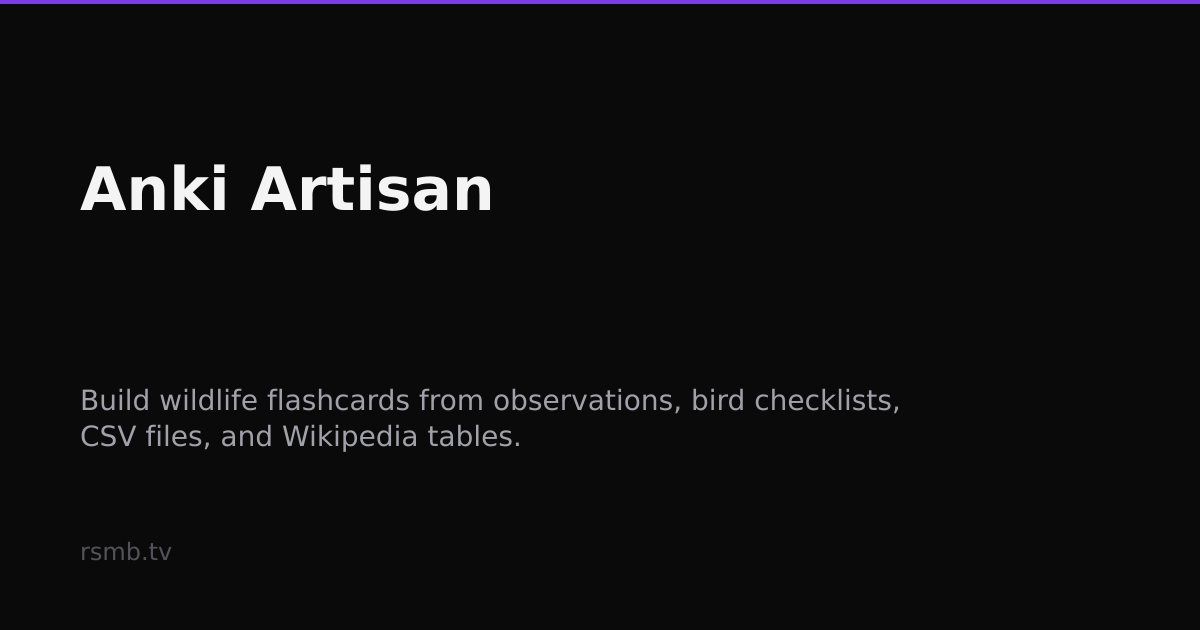 Anki Artisan
Build wildlife flashcards from observations, bird checklists,
CSV files, and Wikipedia tables.
rsmb.tv